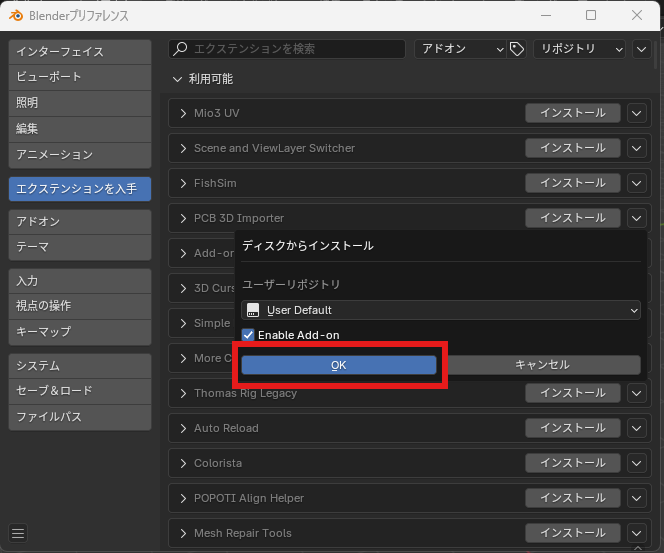 Blenderプリファレンス
インターフェイス
ビューポート
照明
編集
アニメーション
エクステンションを入手
アドオン
テーマ
入力
視点の操作
キーマップ
システム
セーブ＆ロード
ファイルパス
エクステンションを検索 アドオン リポジトリ
利用可能
Mio3 UV インストール
Scene and ViewLayer Switcher インストール
FishSim インストール
PCB 3D Importer インストール
Add-on
3D Curs
Simple
More C
ディスクからインストール
ユーザーリポジトリ
User Default
Enable Add-on
OK キャンセル
Thomas Rig Legacy インストール
Auto Reload インストール
Colorista インストール
POPOTI Align Helper インストール
Mesh Repair Tools インストール